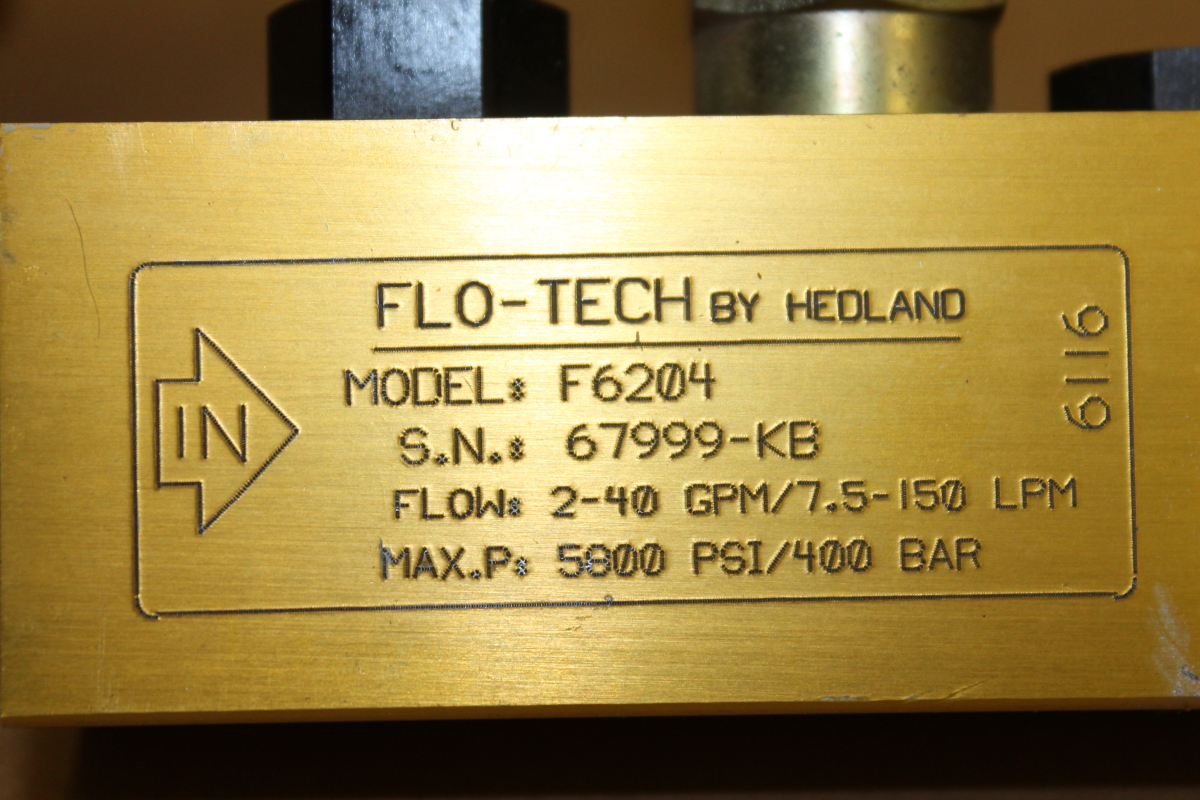 FLO-TECH BY HEDLAND
IN
MODEL: F6204
S.N.: 67999-KB
FLOW: 2-40 GPM/7.5-150 LPM
MAX.P: 5800 PSI/400 BAR
6116